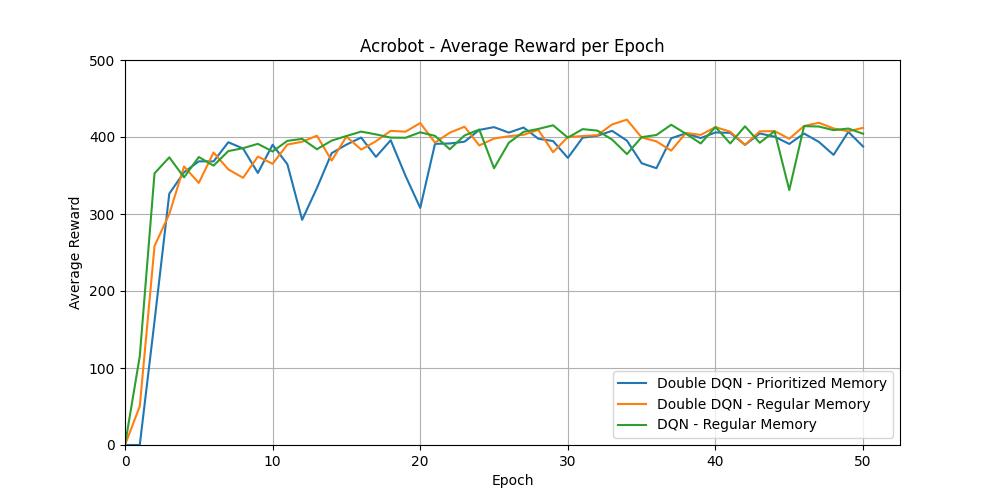 Acrobot - Average Reward per Epoch
500
400
300
200
100
0
Average Reward
0 10 20 30 40 50
Epoch
Double DQN - Prioritized Memory
Double DQN - Regular Memory
DQN - Regular Memory